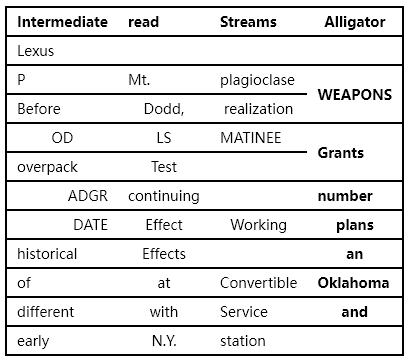 Intermediate read Streams Alligator
Lexus
P Mt. plagioclase WEAPONS
Before Dodd, realization
OD LS MATINEE Grants
overpack Test
ADGR continuing number
DATE Effect Working plans
historical Effects an
of at Convertible Oklahoma
different with Service and
early N.Y. station